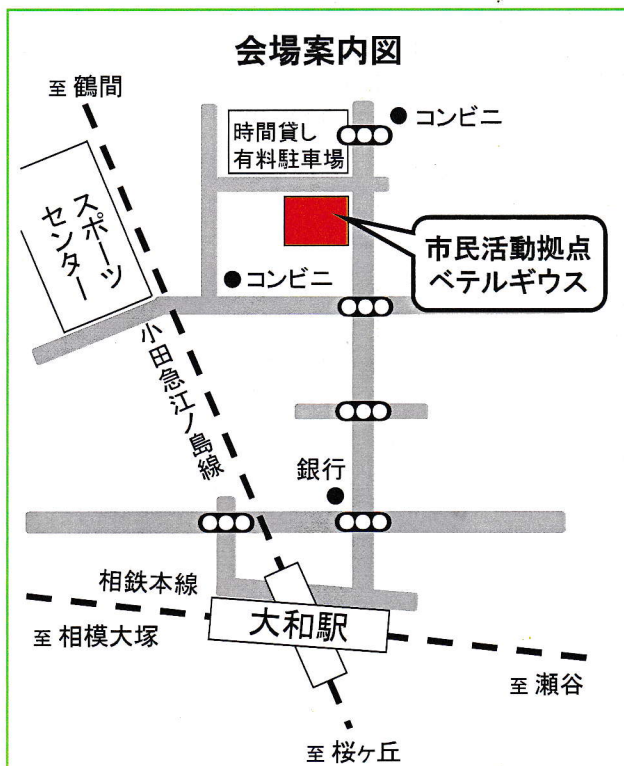 会場案内図
至 鶴間
コンビニ
時間貸し
有料駐車場
スポーツ
センター
市民活動拠点
ベテルギウス
コンビニ
小田急江ノ島線
銀行
相鉄本線
大和駅
至 相模大塚
至 瀬谷
至 桜ヶ丘